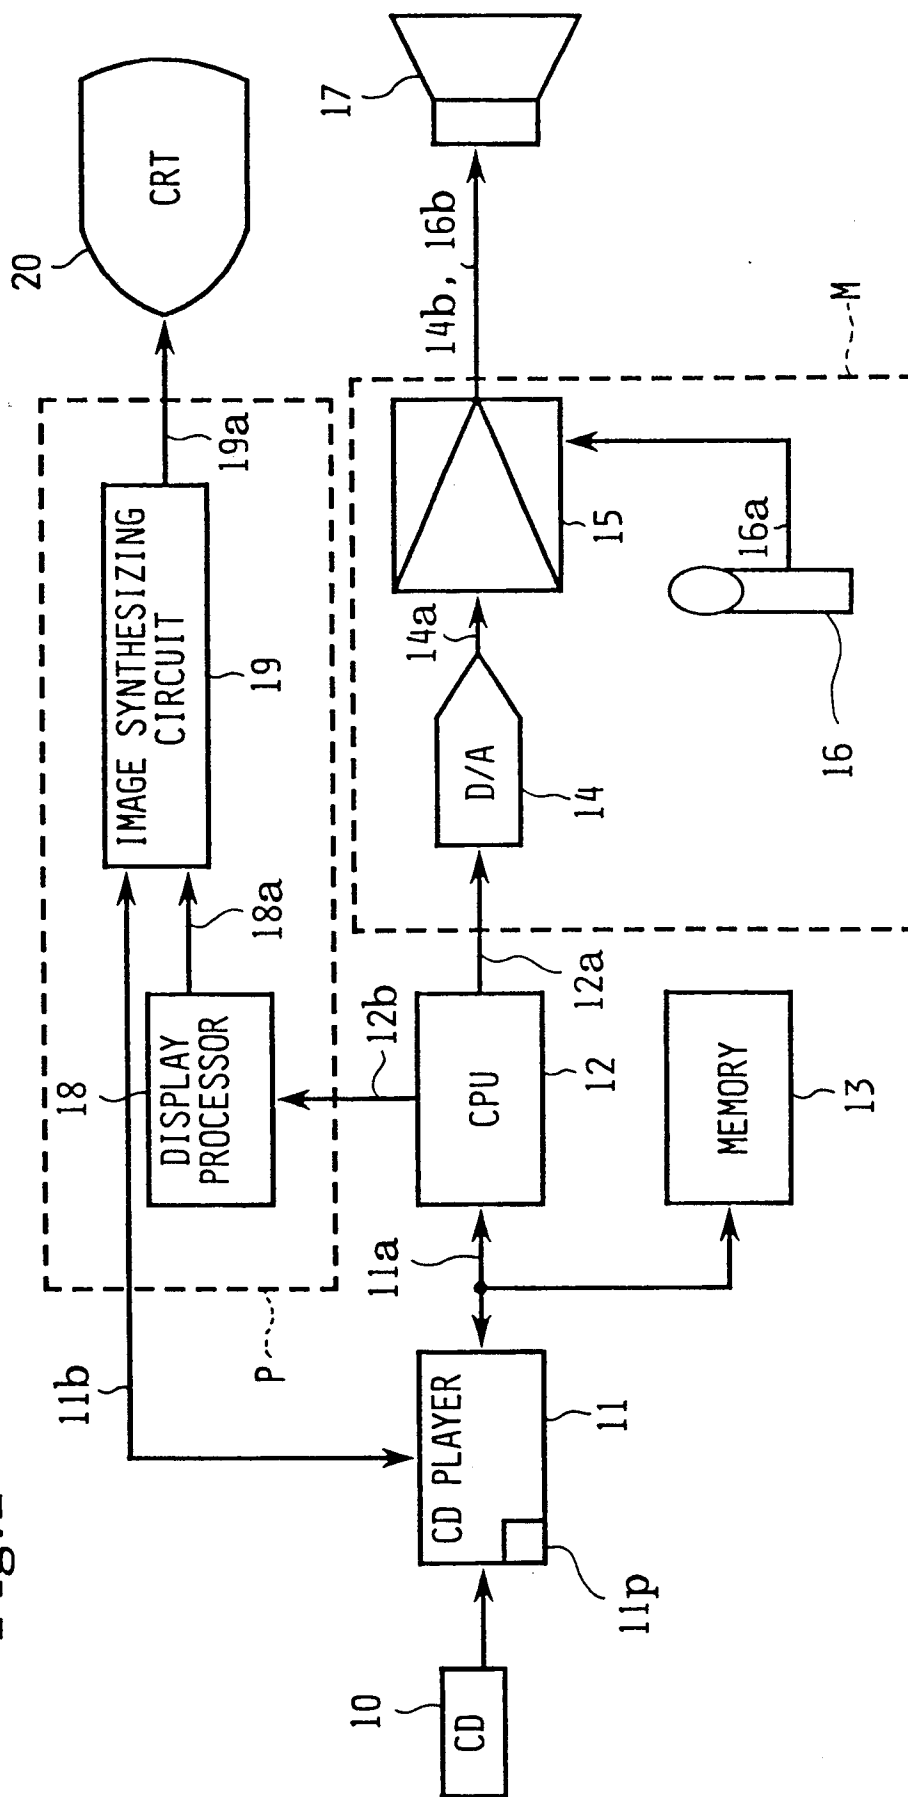 11b
18
20
IMAGE SYNTHESIZING
CIRCUIT
CRT
DISPLAY
PROCESSOR
19a
18a
19
P
17
10
11a
12b
14a
14b, 16b
CD PLAYER
CD
CPU
D/A
12a
14
15
11
12
11p
MEMORY
16a
13
16
M